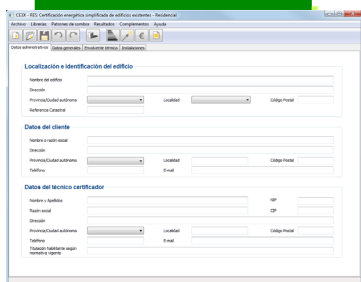 CE3X - RES: Certificación energética simplificada de edificios existentes - Residencial
Archivo Librerías Patrones de sombra Resultados Complementos Ayuda
Datos administrativos Datos generales Envolvente térmica Instalaciones
Localización e identificación del edificio
Nombre del edificio
Dirección
Provincia/Ciudad autónoma Localidad Código Postal
Referencia Catastral
Datos del cliente
Nombre o razón social
Dirección
Provincia/Ciudad autónoma Localidad Código Postal
Teléfono E-mail
Datos del técnico certificador
Nombre y Apellidos NIF
Razón social CIF
Dirección
Provincia/Ciudad autónoma Localidad Código Postal
Teléfono E-mail
Titulación habilitante según
normativa vigente